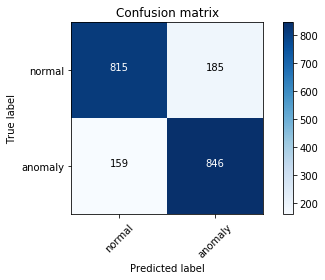 Confusion matrix
True label
normal
815
185
anomaly
159
846
normal
anomaly
Predicted label
800
700
600
500
400
300
200